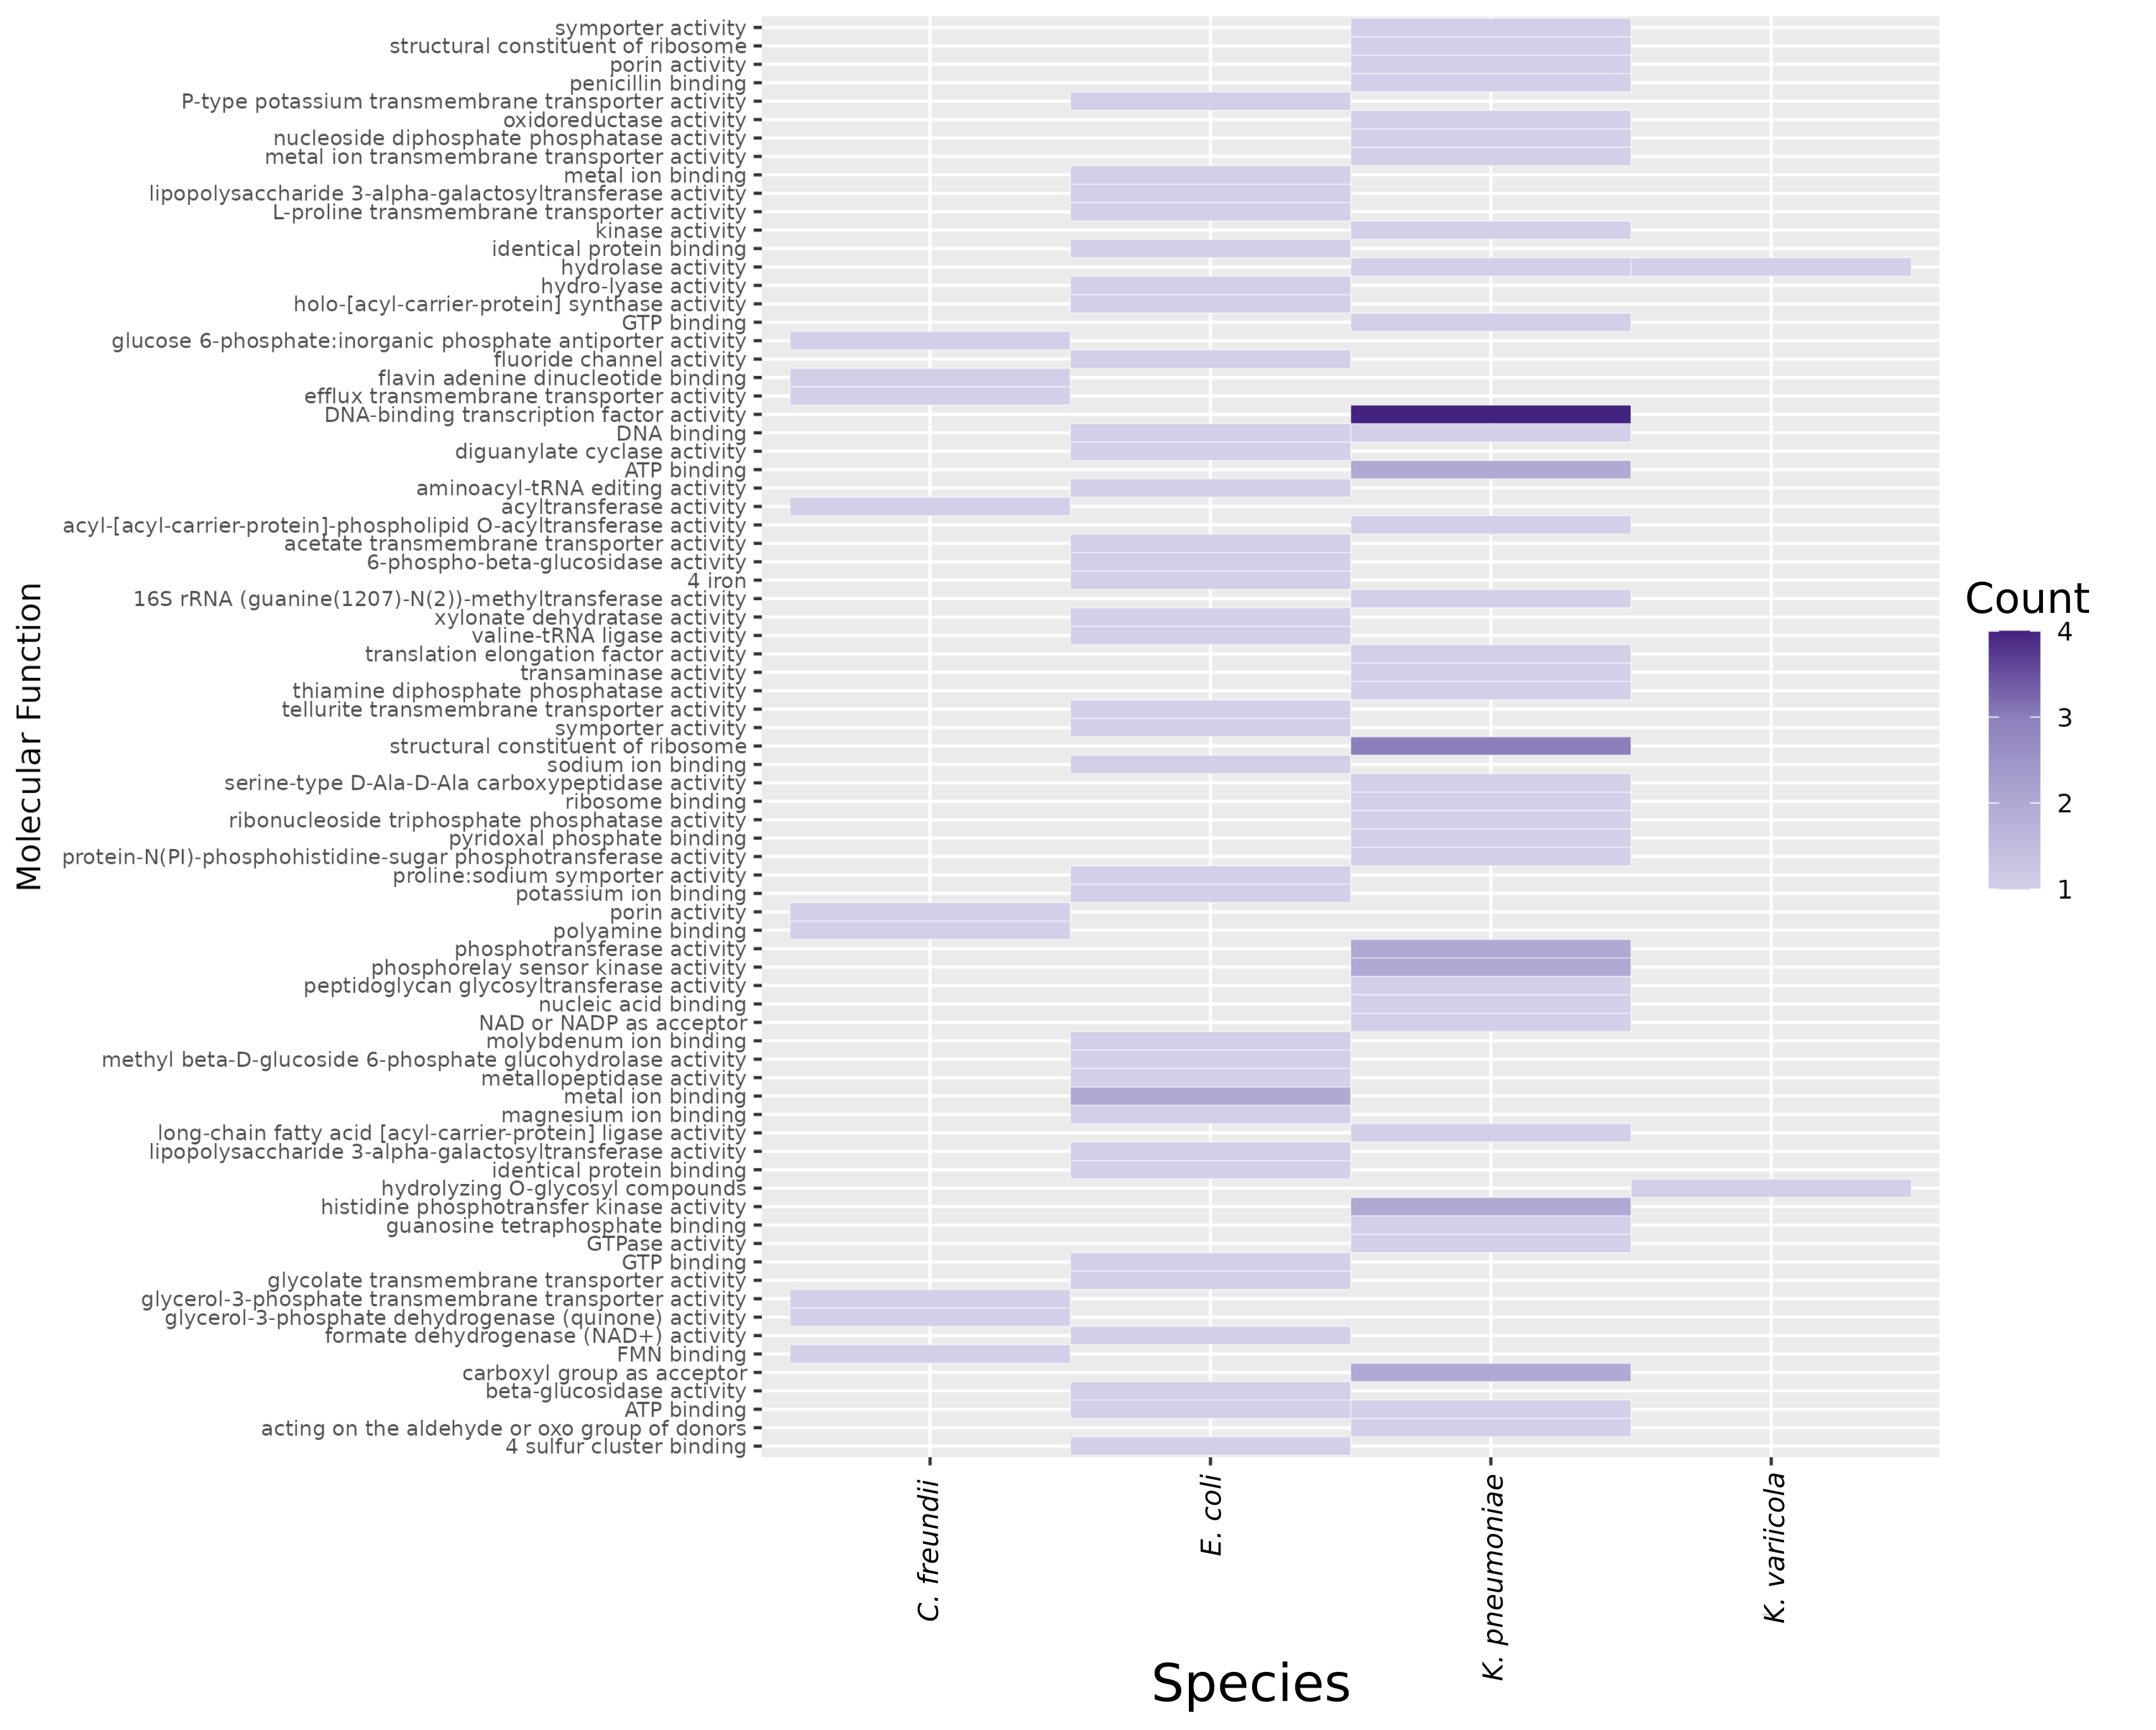 symporter activity
structural constituent of ribosome
porin activity
penicillin binding
P-type potassium transmembrane transporter activity
oxidoreductase activity
nucleoside diphosphate phosphatase activity
metal ion transmembrane transporter activity
metal ion binding
lipopolysaccharide 3-alpha-galactosyltransferase activity
L-proline transmembrane transporter activity
kinase activity
identical protein binding
hydrolase activity
hydro-lyase activity
holo-[acyl-carrier-protein] synthase activity
GTP binding
glucose 6-phosphate:inorganic phosphate antiporter activity
fluoride channel activity
flavin adenine dinucleotide binding
efflux transmembrane transporter activity
DNA-binding transcription factor activity
DNA binding
diguanylate cyclase activity
ATP binding
aminoacyl-tRNA editing activity
acyltransferase activity
acyl-[acyl-carrier-protein]-phospholipid O-acyltransferase activity
acetate transmembrane transporter activity
6-phospho-beta-glucosidase activity
4 iron
16S rRNA (guanine(1207)-N(2))-methyltransferase activity
xylonate dehydratase activity
valine-tRNA ligase activity
translation elongation factor activity
transaminase activity
thiamine diphosphate phosphatase activity
tellurite transmembrane transporter activity
symporter activity
structural constituent of ribosome
sodium ion binding
serine-type D-Ala-D-Ala carboxypeptidase activity
ribosome binding
ribonucleoside triphosphate phosphatase activity
pyridoxal phosphate binding
protein-N(PI)-phosphohistidine-sugar phosphotransferase activity
proline:sodium symporter activity
potassium ion binding
porin activity
polyamine binding
phosphotransferase activity
phosphorelay sensor kinase activity
peptidoglycan glycosyltransferase activity
nucleic acid binding
NAD or NADP as acceptor
molybdenum ion binding
methyl beta-D-glucoside 6-phosphate glucohydrolase activity
metallopeptidase activity
metal ion binding
magnesium ion binding
long-chain fatty acid [acyl-carrier-protein] ligase activity
lipopolysaccharide 3-alpha-galactosyltransferase activity
identical protein binding
hydrolyzing O-glycosyl compounds
histidine phosphotransfer kinase activity
guanosine tetraphosphate binding
GTPase activity
GTP binding
glycolate transmembrane transporter activity
glycerol-3-phosphate transmembrane transporter activity
glycerol-3-phosphate dehydrogenase (quinone) activity
formate dehydrogenase (NAD+) activity
FMN binding
carboxyl group as acceptor
beta-glucosidase activity
ATP binding
acting on the aldehyde or oxo group of donors
4 sulfur cluster binding
Molecular Function
C. freundii
E. coli
K. pneumoniae
K. variicola
Species
Count
4
3
2
1